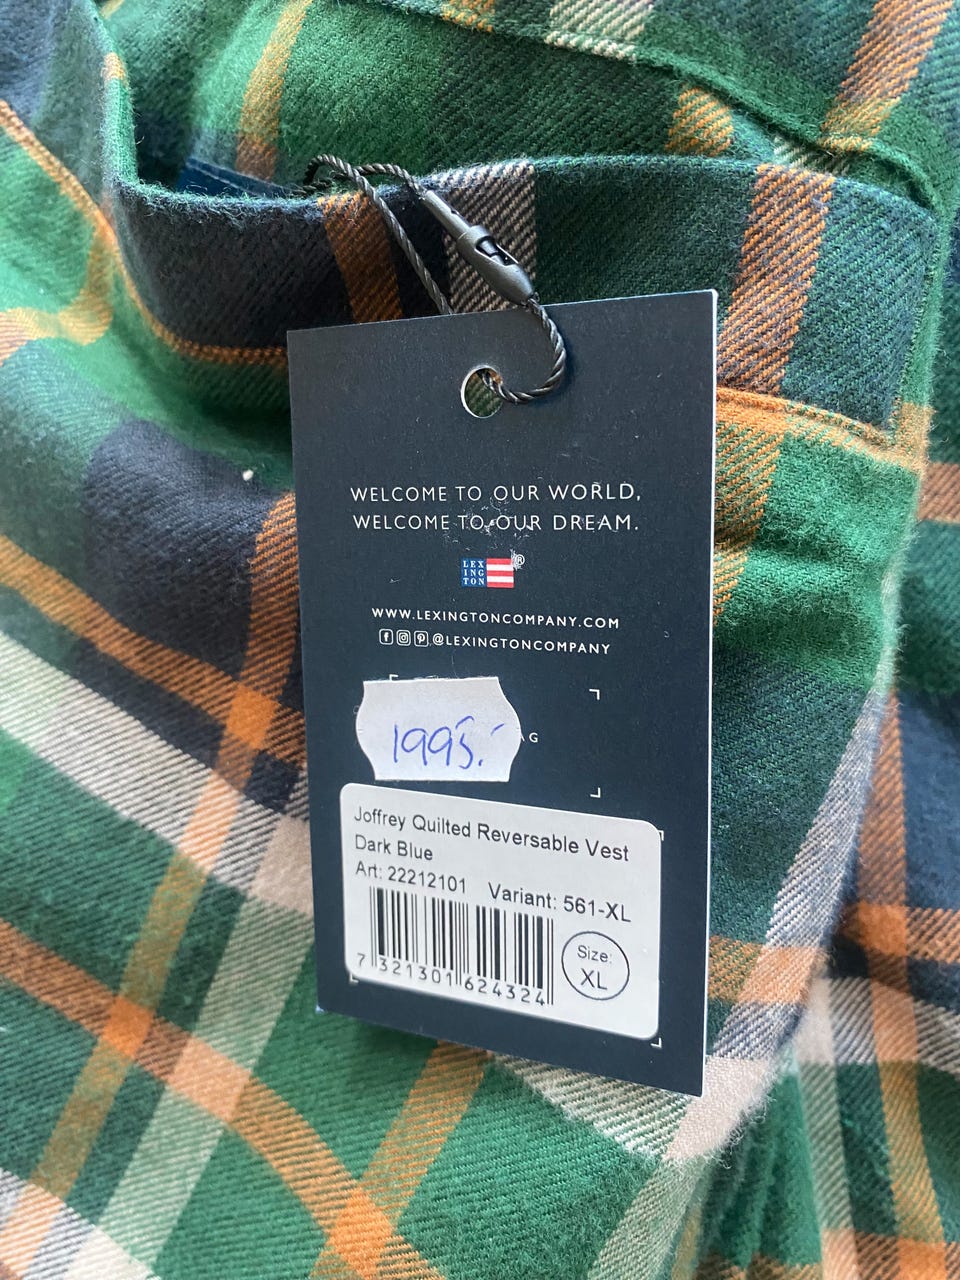 WELCOME TO OUR WORLD,
WELCOME TO OUR DREAM.
LEX
ING
TON
®
WWW.LEXINGTONCOMPANY.COM
@LEXINGTONCOMPANY
1995.-
AG
Joffrey Quilted Reversable Vest
Dark Blue
Art: 22212101 Variant: 561-XL
Size:
XL
7 321301 624324